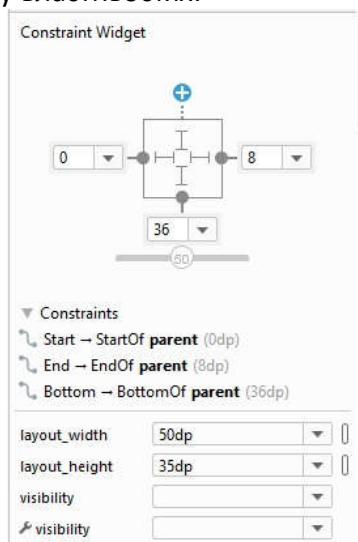 Constraint Widget
0
8
36
50
Constraints
Start → StartOf parent (0dp)
End → EndOf parent (8dp)
Bottom → BottomOf parent (36dp)
layout_width 50dp
layout_height 35dp
visibility
visibility